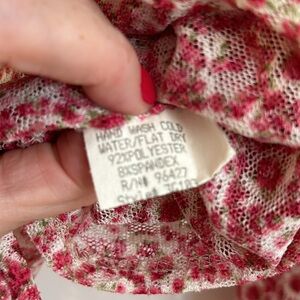 HAND WASH COLD
WATER/FLAT DRY
92%POLYESTER
8%SPANDEX
R/N# 96427